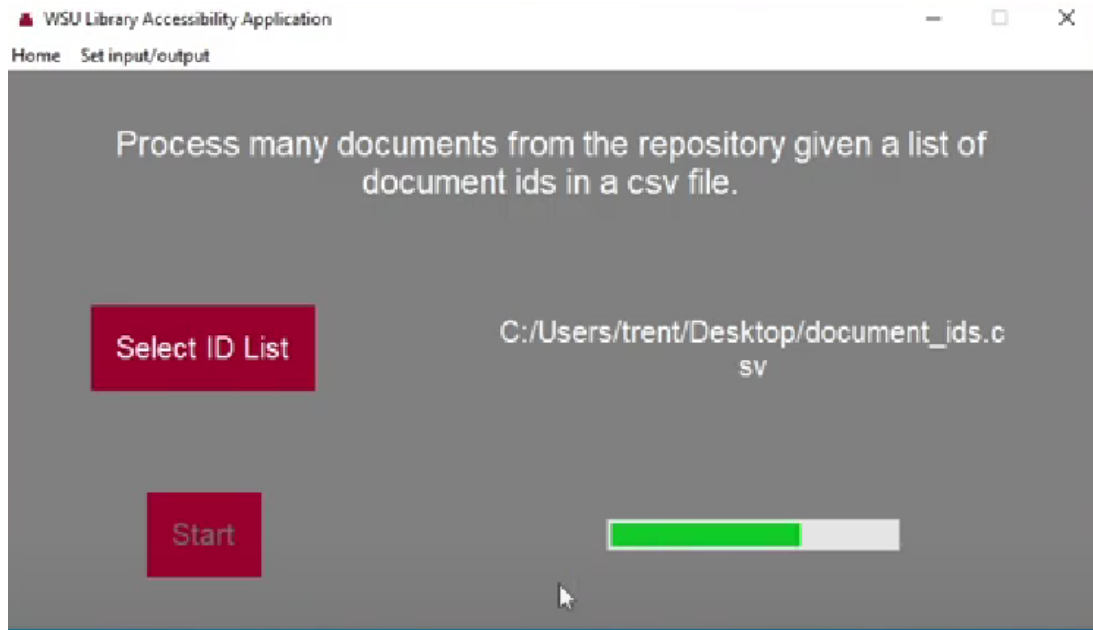 WSU Library Accessibility Application
Home Set input/output
Process many documents from the repository given a list of
document ids in a csv file.
Select ID List
C:/Users/trent/Desktop/document_ids.c
sv
Start